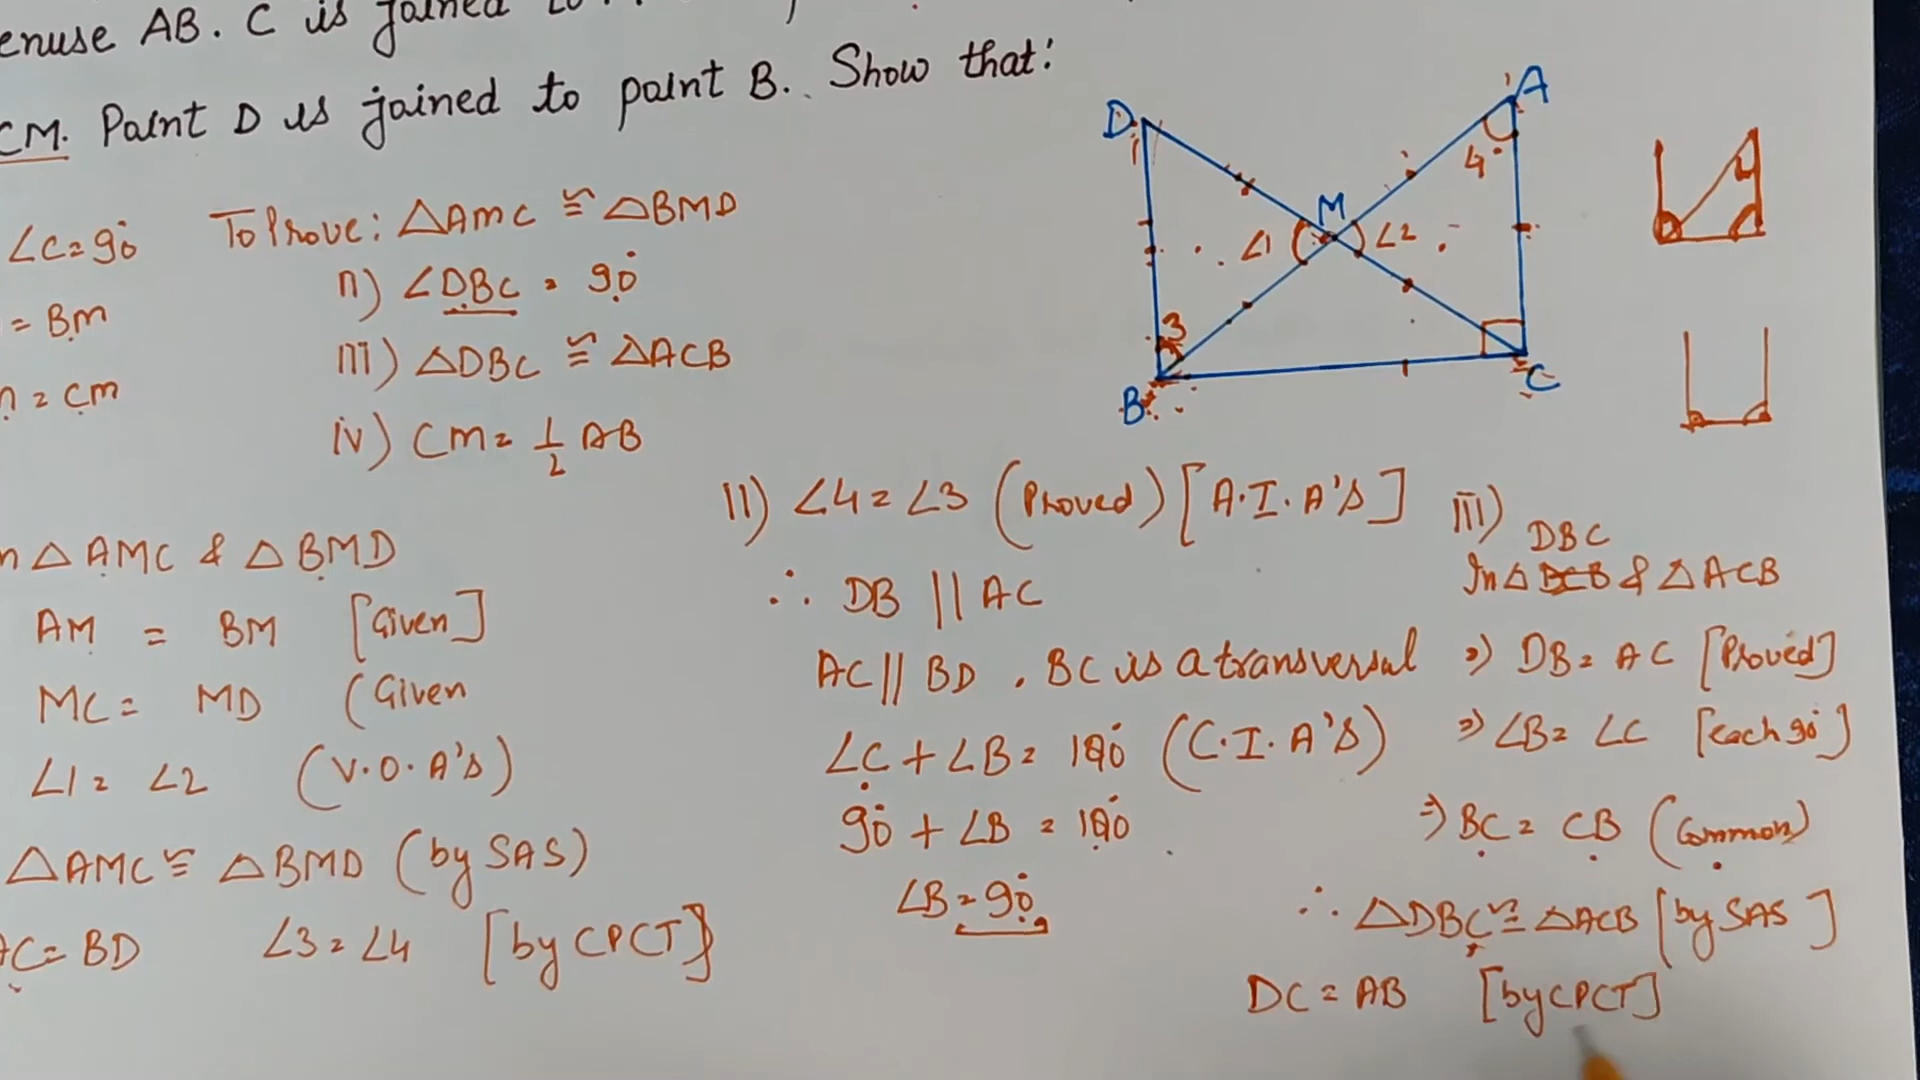 enuse AB. C is joined to
CM. Point D is joined to point B. Show that:
∠C=90°
To Prove: △AMC ≅ △BMD
= BM
II) ∠DBC = 90°
= CM
III) △DBC ≅ △ACB
iv) CM = 1/2 AB
D
A
M
∠1
∠2
3
4
B
C
In △ AMC & △ BMD
AM = BM [Given]
MC = MD (Given
∠1 = ∠2 (V.O.A's)
△AMC ≅ △BMD (by SAS)
AC = BD ∠3 = ∠4 [by CPCT]
II) ∠4 = ∠3 (Proved) [A.I.A's]
∴ DB || AC
AC || BD, BC is a transversal
∠C + ∠B = 180° (C.I.A's)
90° + ∠B = 180°
∠B = 90°
III)
DBC
In △ DCB & △ ACB
⇒ DB = AC [Proved]
⇒ ∠B = ∠C [each 90°]
⇒ BC = CB (Common)
∴ △DBC ≅ △ACB [by SAS]
DC = AB [by CPCT]